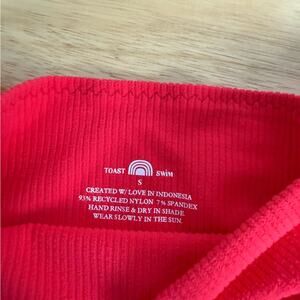 TOAST SWIM
S
CREATED W/ LOVE IN INDONESIA
93% RECYCLED NYLON 7% SPANDEX
HAND RINSE & DRY IN SHADE
WEAR SLOWLY IN THE SUN.